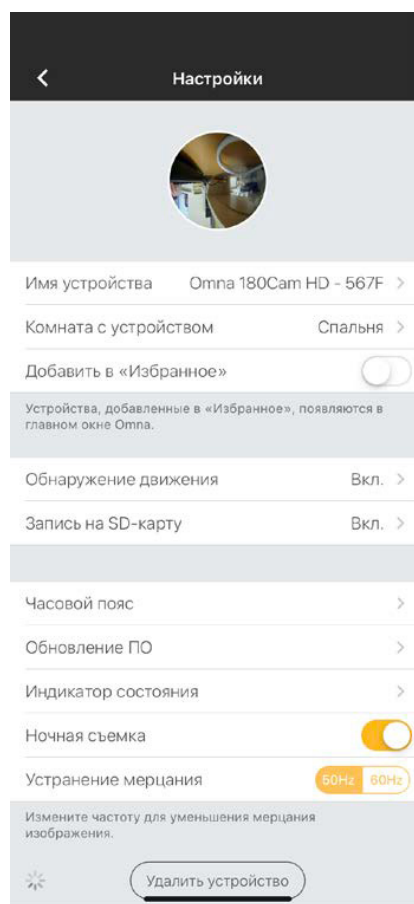 Настройки
Имя устройства Omna 180Cam HD - 567F
Комната с устройством Спальня
Добавить в «Избранное»
Устройства, добавленные в «Избранное», появляются в
главном окне Omna.
Обнаружение движения Вкл.
Запись на SD-карту Вкл.
Часовой пояс
Обновление ПО
Индикатор состояния
Ночная съемка
Устранение мерцания 50Hz 60Hz
Измените частоту для уменьшения мерцания
изображения.
Удалить устройство